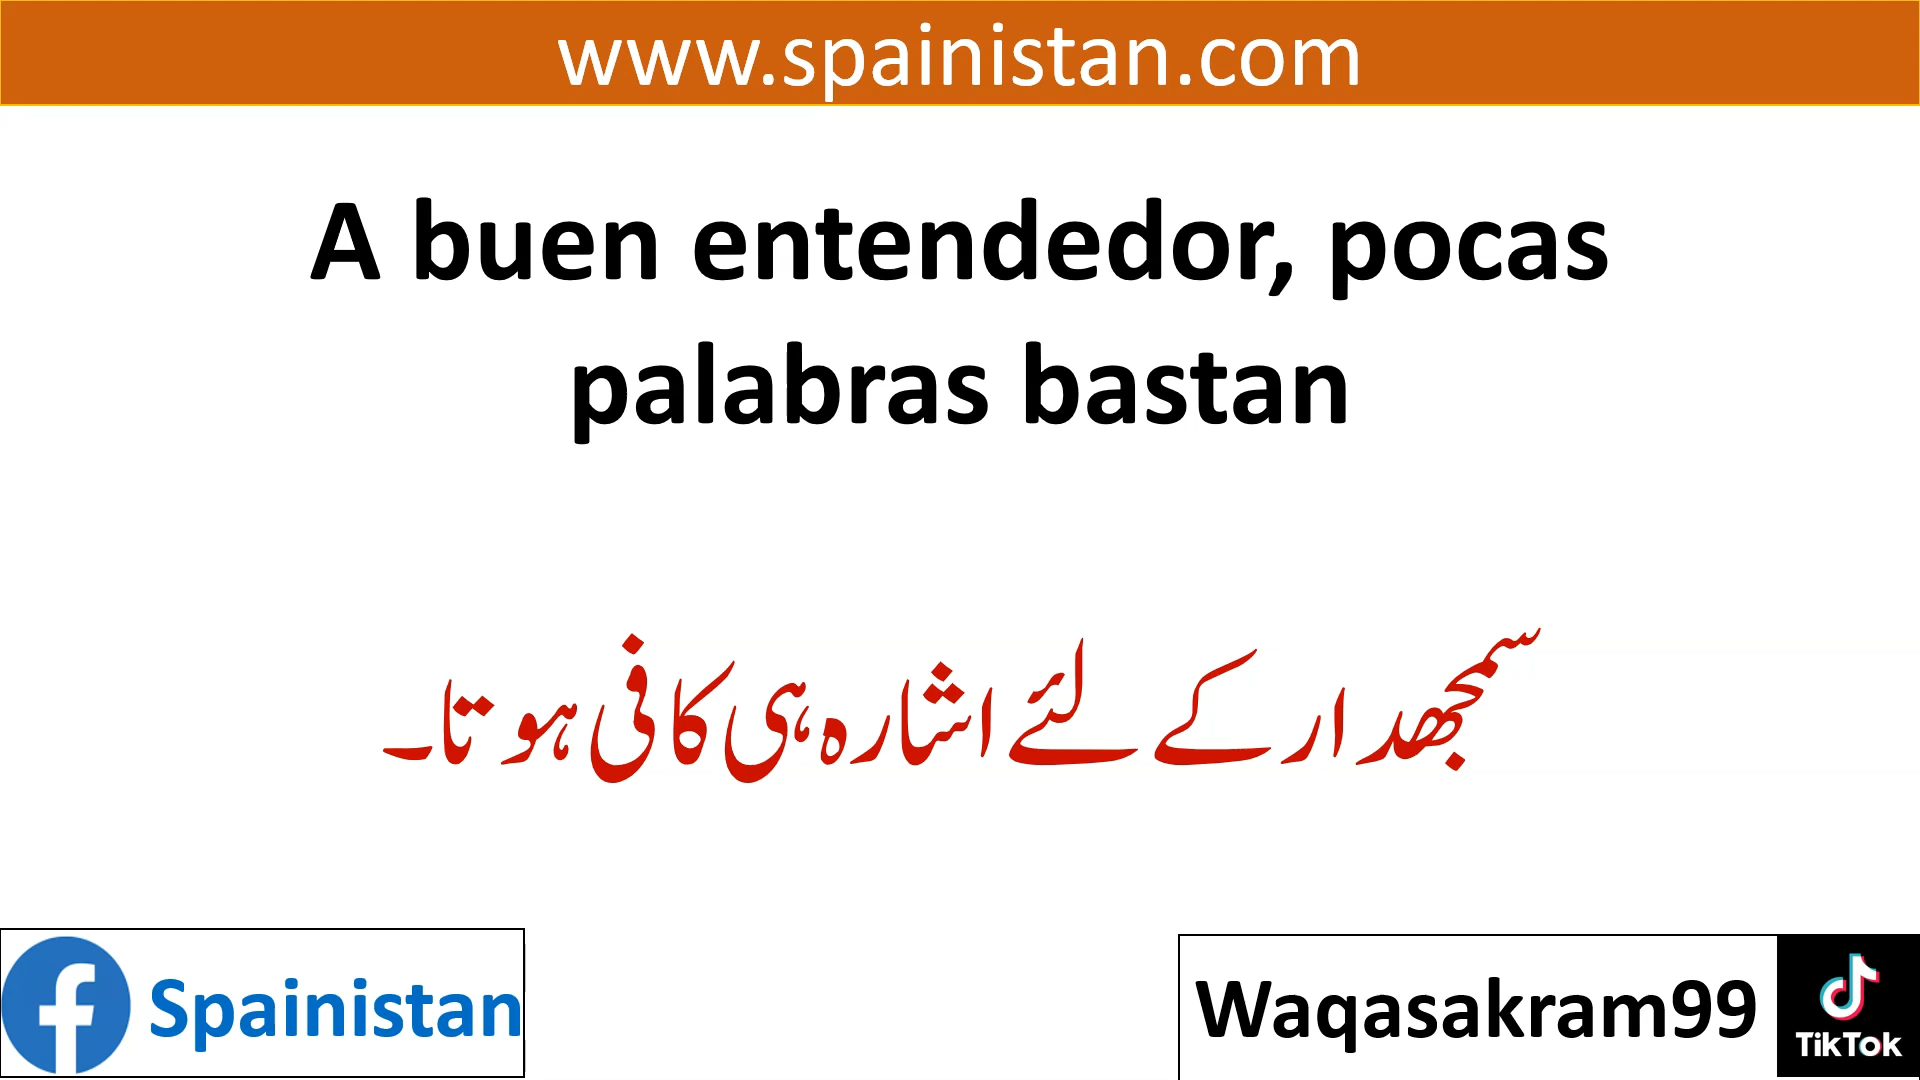 www.spainistan.com
A buen entendedor, pocas
palabras bastan
سمجھدار کے لئے اشارہ ہی کافی ہوتا۔
Spainistan
Waqasakram99
TikTok